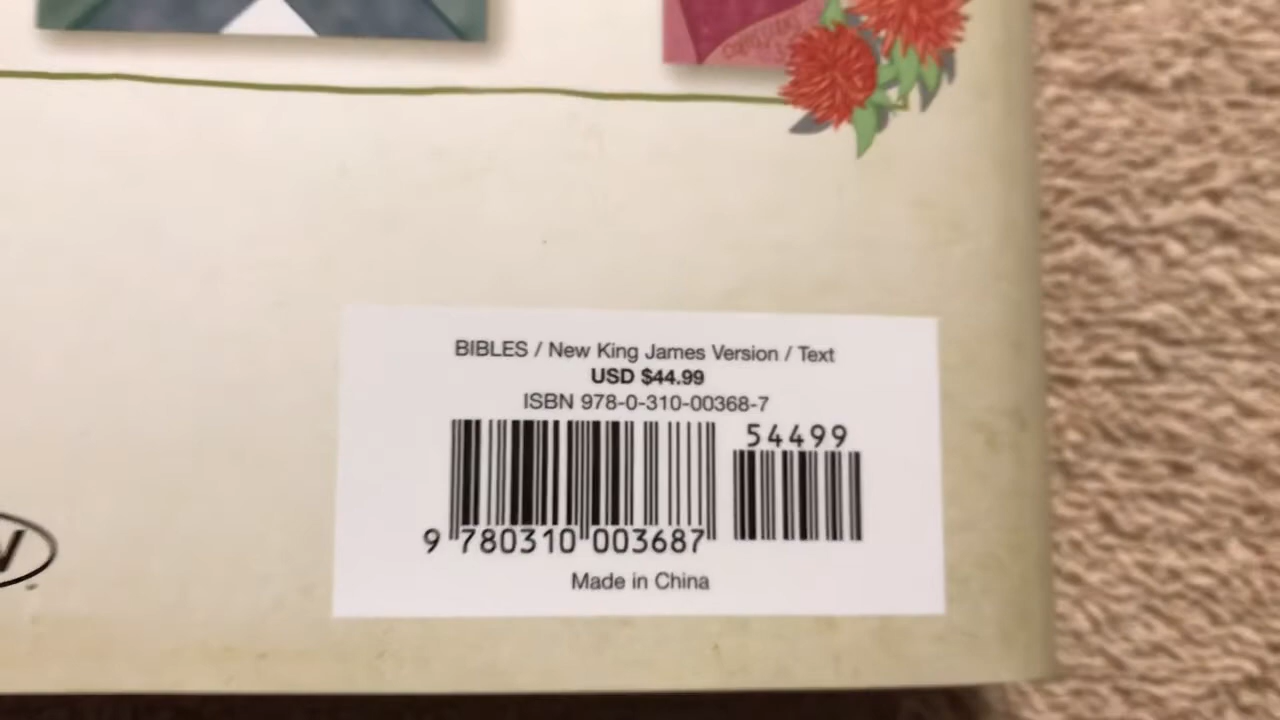 BIBLES / New King James Version / Text
USD $44.99
ISBN 978-0-310-00368-7
54499
9 780310 003687
Made in China